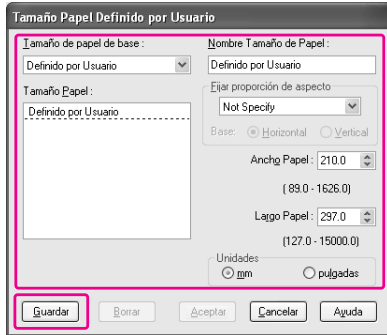 Tamaño Papel Definido por Usuario
Tamaño de papel de base :
Definido por Usuario
Tamaño Papel :
Definido por Usuario
Nombre Tamaño de Papel :
Definido por Usuario
Fijar proporción de aspecto
Not Specify
Base: Horizontal Vertical
Ancho Papel : 210.0
( 89.0 - 1626.0)
Largo Papel : 297.0
(127.0 - 15000.0)
Unidades
mm pulgadas
Guardar Borrar Aceptar Cancelar Ayuda